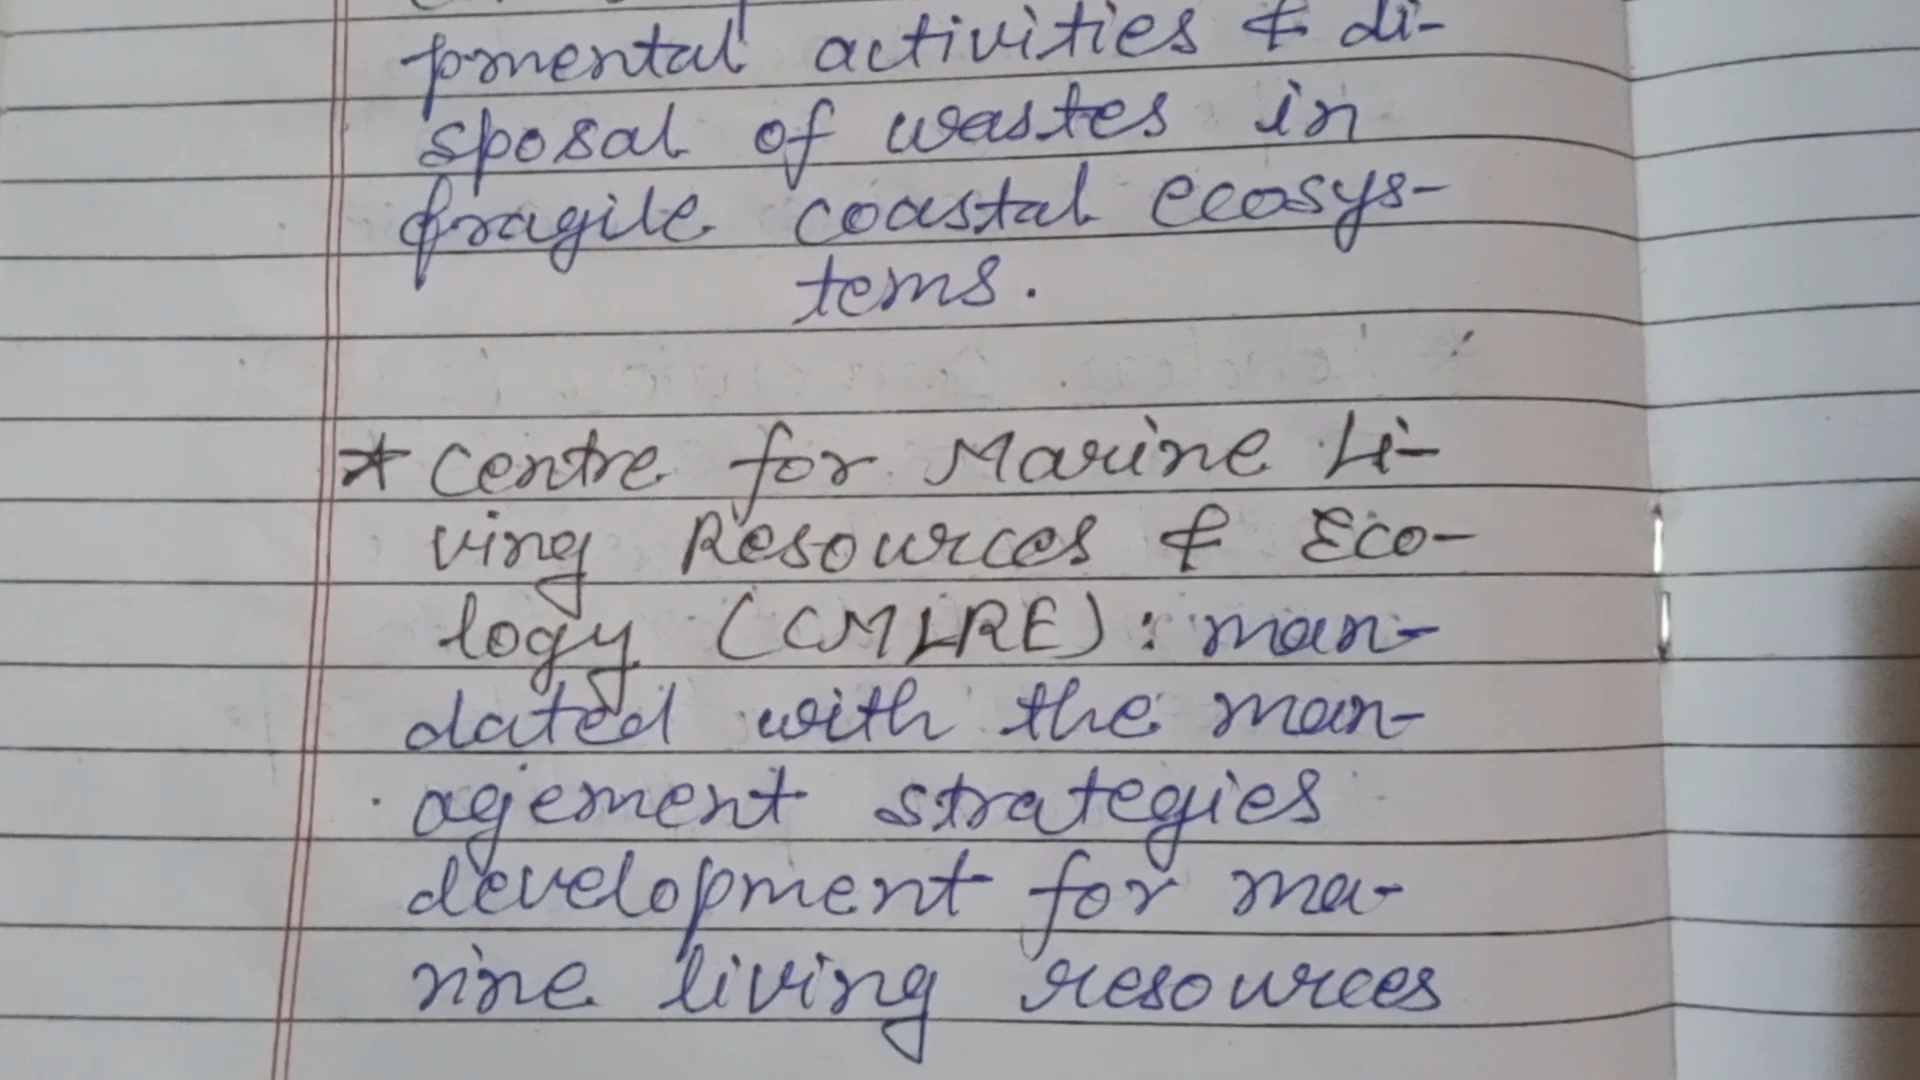 pmental activities & di-
sposal of wastes in
fragile coastal ecosys-
tems.
* Centre for Marine Li-
ving Resources & Eco-
logy (CMLRE): man-
dated with the man-
agement strategies
development for ma-
rine living resources